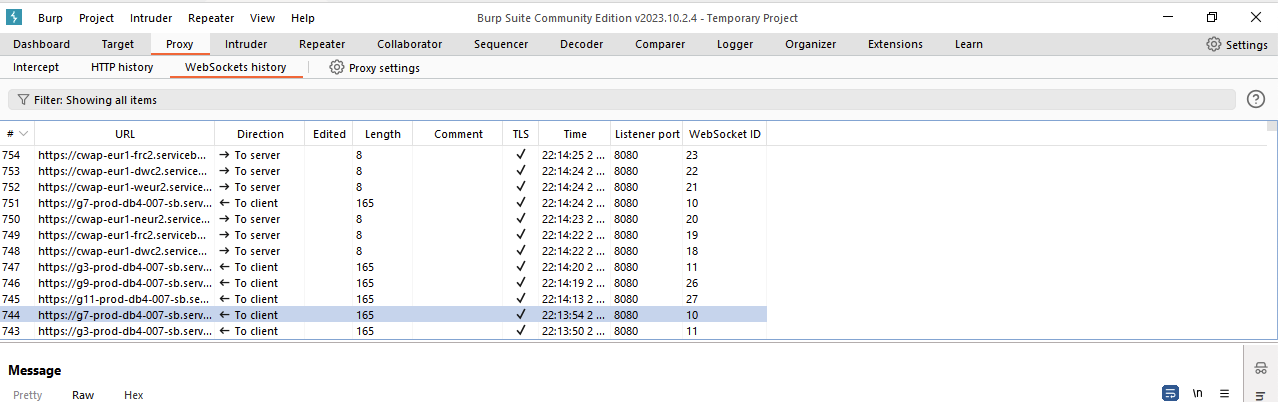 Burp Project Intruder Repeater View Help Burp Suite Community Edition v2023.10.2.4 - Temporary Project
Dashboard Target Proxy Intruder Repeater Collaborator Sequencer Decoder Comparer Logger Organizer Extensions Learn Settings
Intercept HTTP history WebSockets history Proxy settings
Filter: Showing all items ?
# URL Direction Edited Length Comment TLS Time Listener port WebSocket ID
754 https://cwap-eur1-frc2.serviceb... → To server 8 ✓ 22:14:25 2 ... 8080 23
753 https://cwap-eur1-dwc2.service... → To server 8 ✓ 22:14:24 2 ... 8080 22
752 https://cwap-eur1-weur2.service... → To server 8 ✓ 22:14:24 2 ... 8080 21
751 https://g7-prod-db4-007-sb.serv... ← To client 165 ✓ 22:14:24 2 ... 8080 10
750 https://cwap-eur1-neur2.service... → To server 8 ✓ 22:14:23 2 ... 8080 20
749 https://cwap-eur1-frc2.serviceb... → To server 8 ✓ 22:14:22 2 ... 8080 19
748 https://cwap-eur1-dwc2.service... → To server 8 ✓ 22:14:22 2 ... 8080 18
747 https://g3-prod-db4-007-sb.serv... ← To client 165 ✓ 22:14:20 2 ... 8080 11
746 https://g9-prod-db4-007-sb.serv... ← To client 165 ✓ 22:14:19 2 ... 8080 26
745 https://g11-prod-db4-007-sb.se... ← To client 165 ✓ 22:14:13 2 ... 8080 27
744 https://g7-prod-db4-007-sb.serv... ← To client 165 ✓ 22:13:54 2 ... 8080 10
743 https://g3-prod-db4-007-sb.serv... ← To client 165 ✓ 22:13:50 2 ... 8080 11
Message
Pretty Raw Hex \n